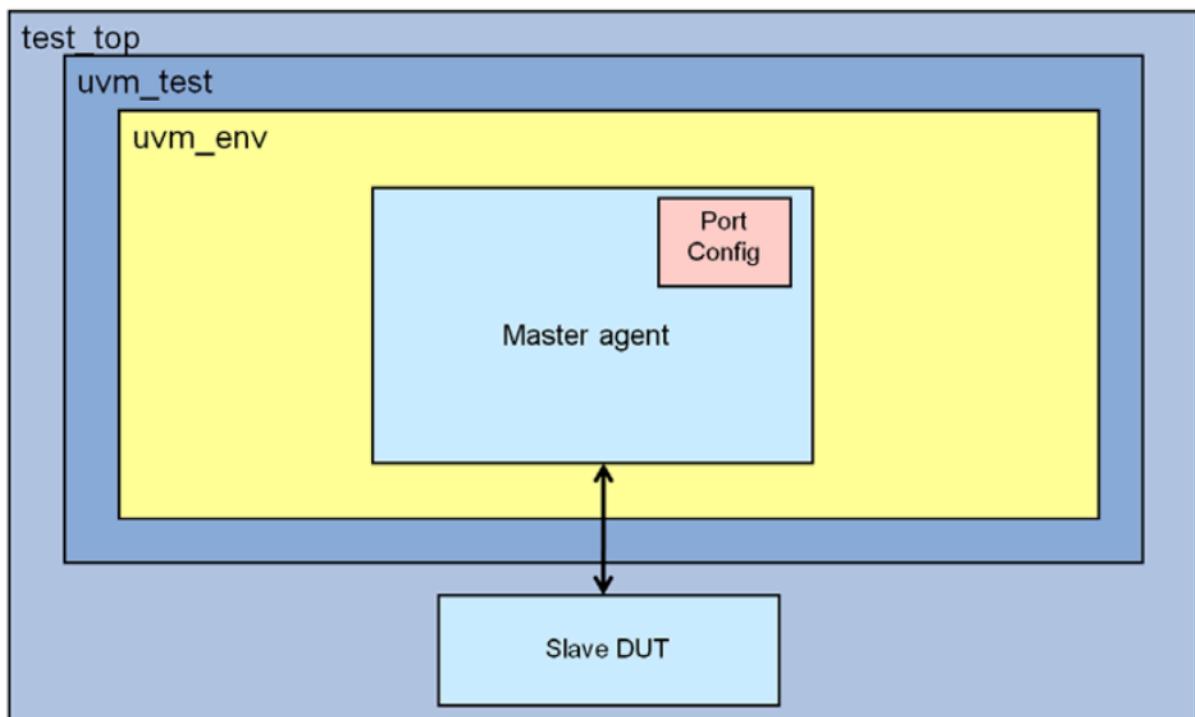 test_top
uvm_test
uvm_env
Port
Config
Master agent
Slave DUT